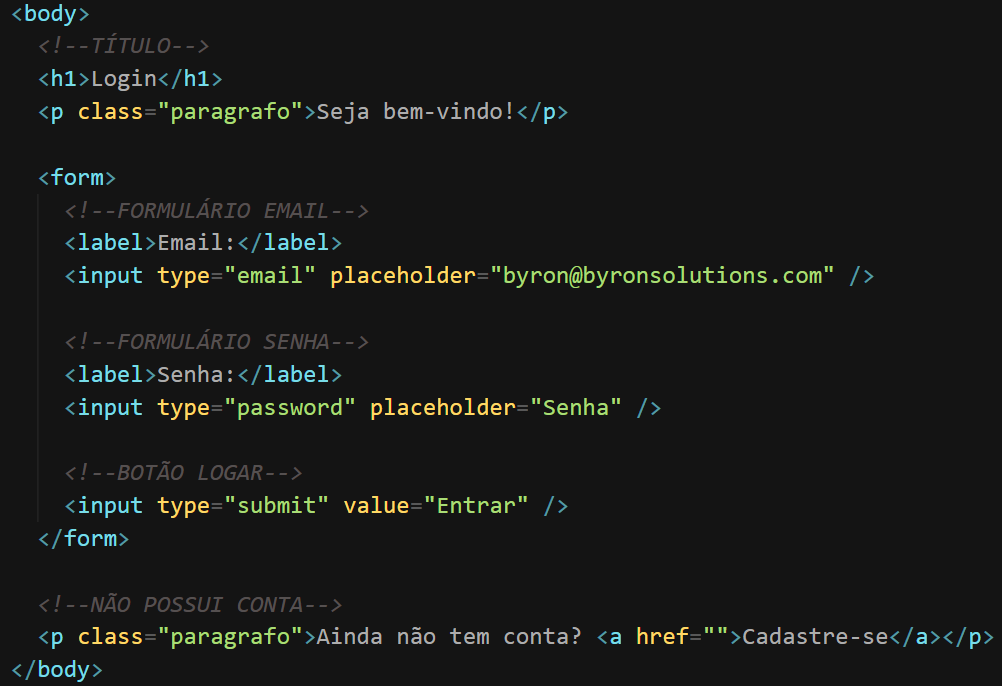 <body>
<!--TÍTULO-->
<h1>Login</h1>
<p class="paragrafo">Seja bem-vindo!</p>
<form>
<!--FORMULÁRIO EMAIL-->
<label>Email:</label>
<input type="email" placeholder="byron@byronsolutions.com" />
<!--FORMULÁRIO SENHA-->
<label>Senha:</label>
<input type="password" placeholder="Senha" />
<!--BOTÃO LOGAR-->
<input type="submit" value="Entrar" />
</form>
<!--NÃO POSSUI CONTA-->
<p class="paragrafo">Ainda não tem conta? <a href="">Cadastre-se</a></p>
</body>